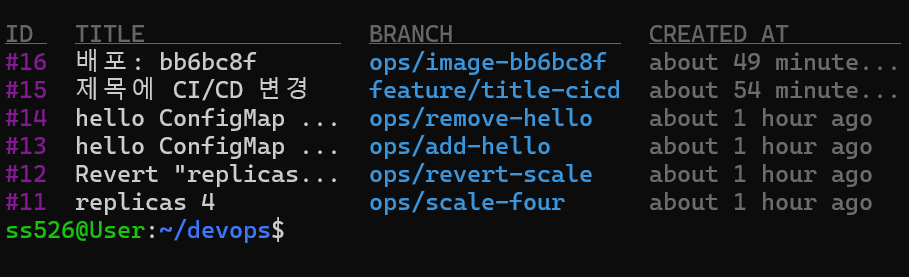 ID TITLE BRANCH CREATED AT
#16 배포: bb6bc8f ops/image-bb6bc8f about 49 minute...
#15 제목에 CI/CD 변경 feature/title-cicd about 54 minute...
#14 hello ConfigMap ... ops/remove-hello about 1 hour ago
#13 hello ConfigMap ... ops/add-hello about 1 hour ago
#12 Revert "replicas... ops/revert-scale about 1 hour ago
#11 replicas 4 ops/scale-four about 1 hour ago
ss526@User:~/devops$